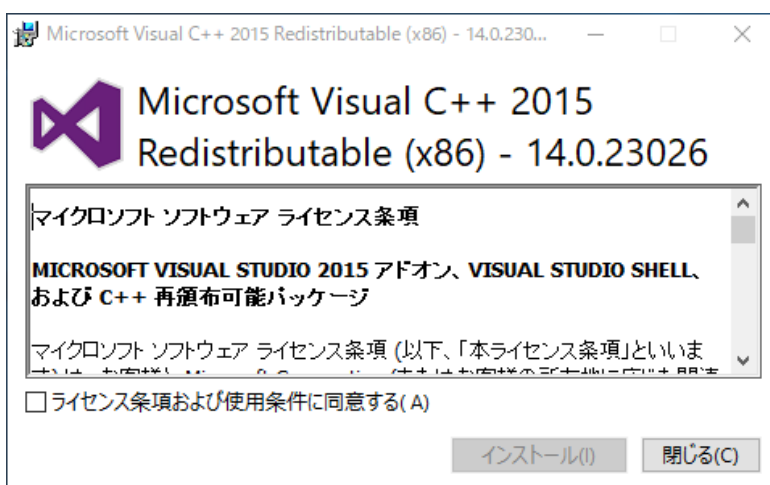 Microsoft Visual C++ 2015 Redistributable (x86) - 14.0.230...
Microsoft Visual C++ 2015
Redistributable (x86) - 14.0.23026
マイクロソフト ソフトウェア ライセンス条項
MICROSOFT VISUAL STUDIO 2015 アドオン、VISUAL STUDIO SHELL、
および C++ 再頒布可能パッケージ
マイクロソフト ソフトウェア ライセンス条項 (以下、「本ライセンス条項」といいま
ライセンス条項および使用条件に同意する(A)
インストール(I)
閉じる(C)